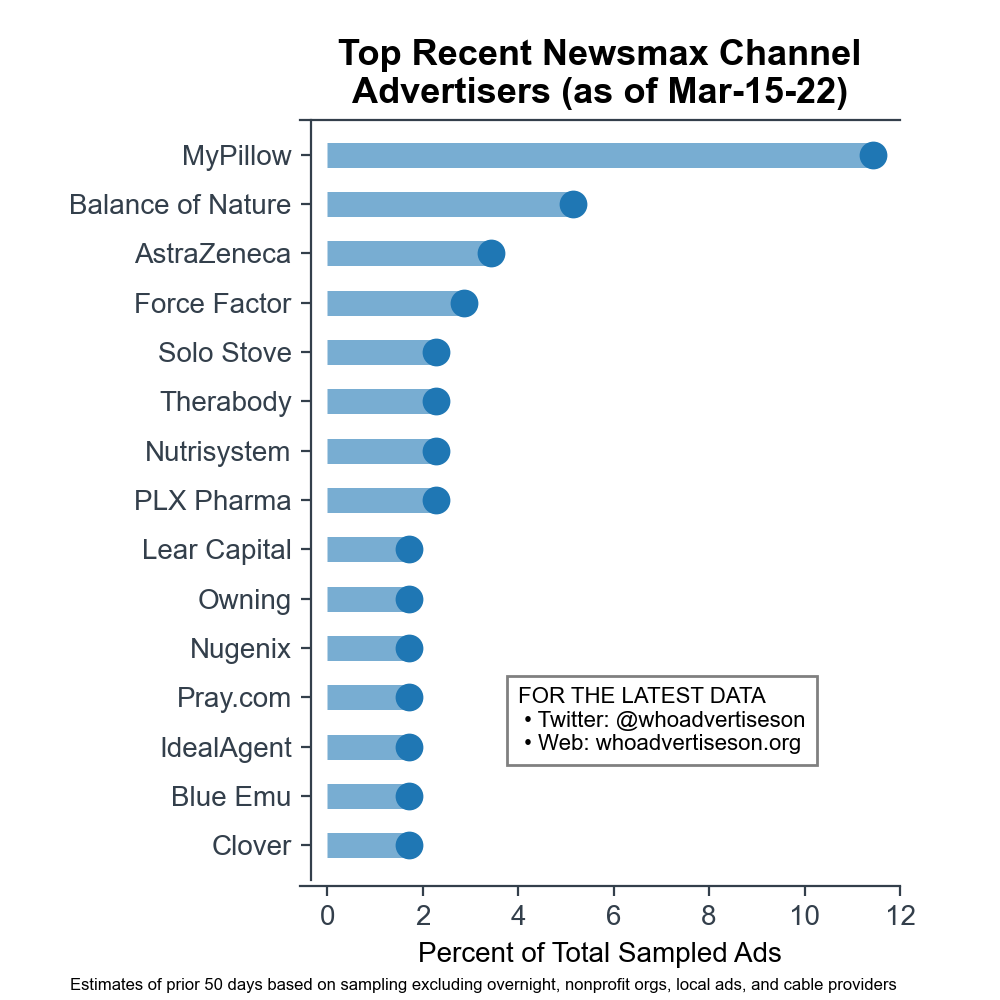 Top Recent Newsmax Channel
Advertisers (as of Mar-15-22)
MyPillow
Balance of Nature
AstraZeneca
Force Factor
Solo Stove
Therabody
Nutrisystem
PLX Pharma
Lear Capital
Owning
Nugenix
Pray.com
IdealAgent
Blue Emu
Clover
FOR THE LATEST DATA
• Twitter: @whoadvertiseson
• Web: whoadvertiseson.org
0 2 4 6 8 10 12
Percent of Total Sampled Ads
Estimates of prior 50 days based on sampling excluding overnight, nonprofit orgs, local ads, and cable providers